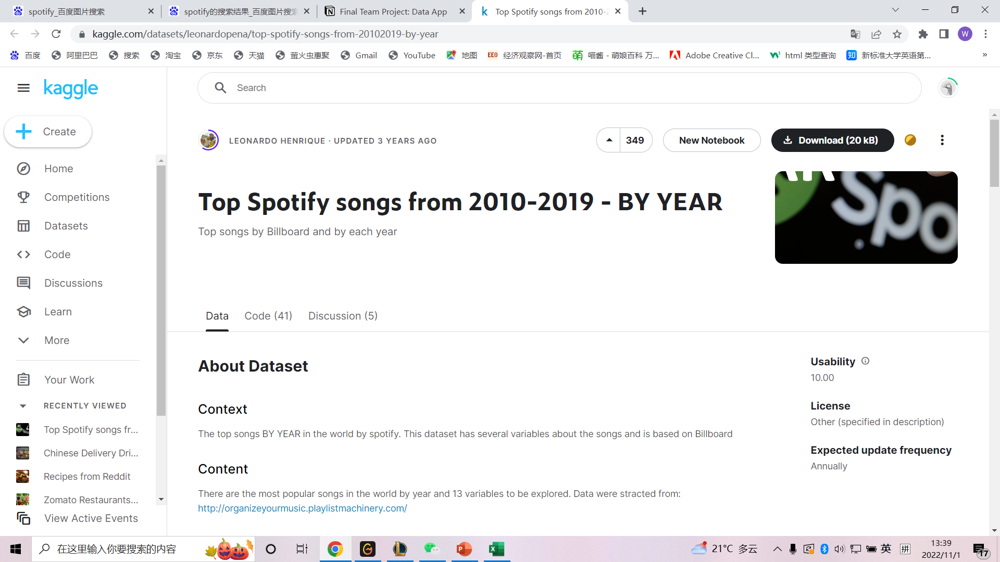 spotify_百度图片搜索
spotify的搜索结果_百度图片搜索
Final Team Project: Data App
Top Spotify songs from 2010-2
kaggle.com/datasets/leonardopena/top-spotify-songs-from-20102019-by-year
W
百度
阿里巴巴
搜索
淘宝
京东
天猫
萤火虫惠聚
Gmail
YouTube
地图
EEO 经济观察网-首页
萌 喵酱 - 萌娘百科 万...
Adobe Creative Cl...
html 类型查询
知 新标准大学英语第...
»
kaggle
Search
Create
Home
Competitions
Datasets
Code
Discussions
Learn
More
Your Work
RECENTLY VIEWED
Top Spotify songs fr...
Chinese Delivery Dri...
Recipes from Reddit
Zomato Restaurants...
View Active Events
LEONARDO HENRIQUE · UPDATED 3 YEARS AGO
349
New Notebook
Download (20 kB)
Top Spotify songs from 2010-2019 - BY YEAR
Top songs by Billboard and by each year
Spo
Data
Code (41)
Discussion (5)
About Dataset
Context
The top songs BY YEAR in the world by spotify. This dataset has several variables about the songs and is based on Billboard
Content
There are the most popular songs in the world by year and 13 variables to be explored. Data were stracted from:
http://organizeyourmusic.playlistmachinery.com/
Usability
10.00
License
Other (specified in description)
Expected update frequency
Annually
在这里输入你要搜索的内容
21°C 多云
英
拼
13:39
2022/11/1
17